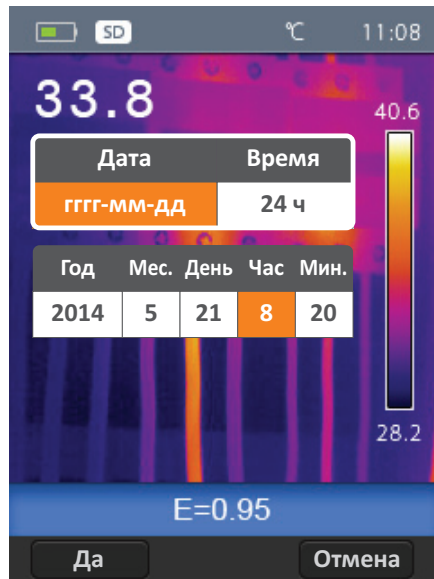 SD ℃ 11:08
33.8
40.6
Дата Время
гггг-мм-дд 24 ч
Год Мес. День Час Мин.
2014 5 21 8 20
28.2
E=0.95
Да Отмена